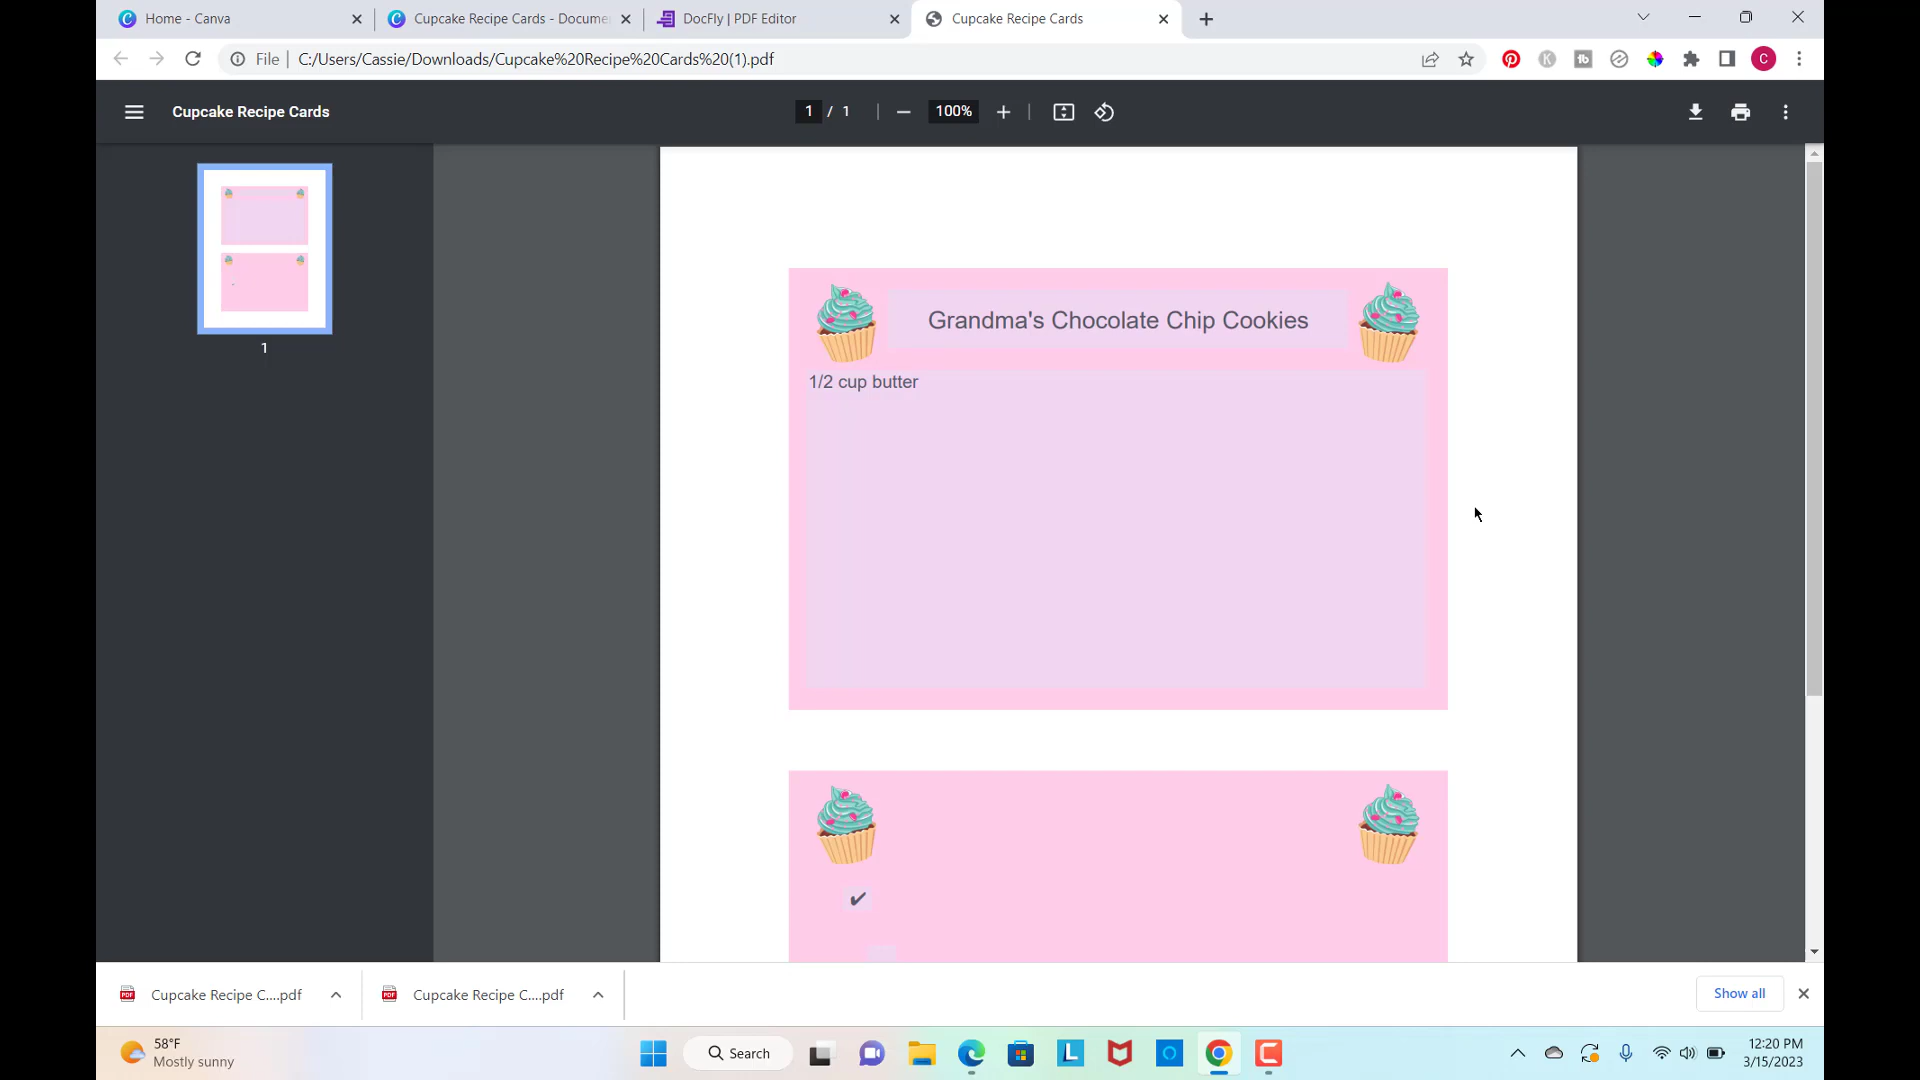 Home - Canva
Cupcake Recipe Cards - Docume
DocFly | PDF Editor
Cupcake Recipe Cards
File
C:/Users/Cassie/Downloads/Cupcake%20Recipe%20Cards%20(1).pdf
C
Cupcake Recipe Cards
1 / 1
100%
1
Grandma's Chocolate Chip Cookies
1/2 cup butter
PDF
Cupcake Recipe C....pdf
PDF
Cupcake Recipe C....pdf
Show all
58°F
Mostly sunny
Search
12:20 PM
3/15/2023